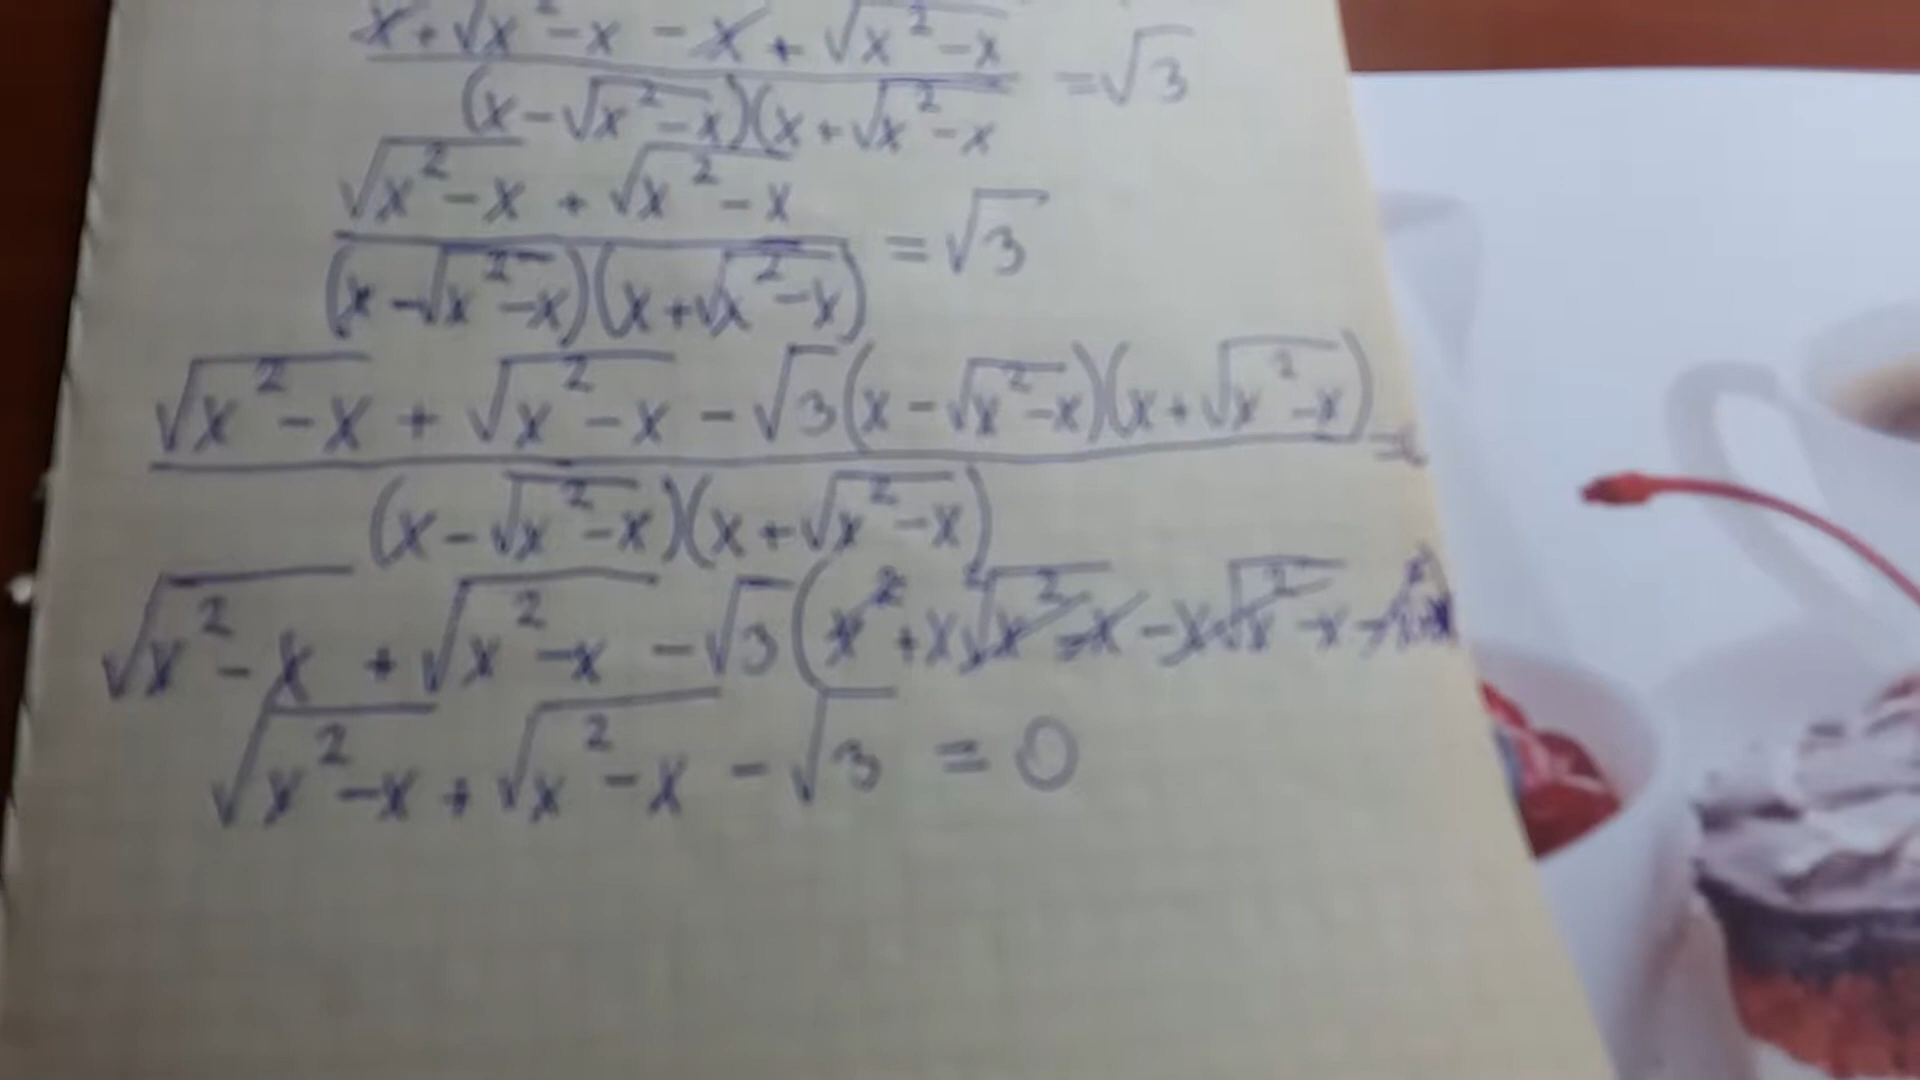 x + √x² - x - x + √x² - x
(x - √x² - x)(x + √x² - x = √3
√x² - x + √x² - x
(x - √x² - x)(x + √x² - x) = √3
√x² - x + √x² - x - √3(x - √x² - x)(x + √x² - x) =
(x - √x² - x)(x + √x² - x)
√x² - x + √x² - x - √3(x² + x√x² - x - x√x² - x -
√x² - x + √x² - x - √3 = 0